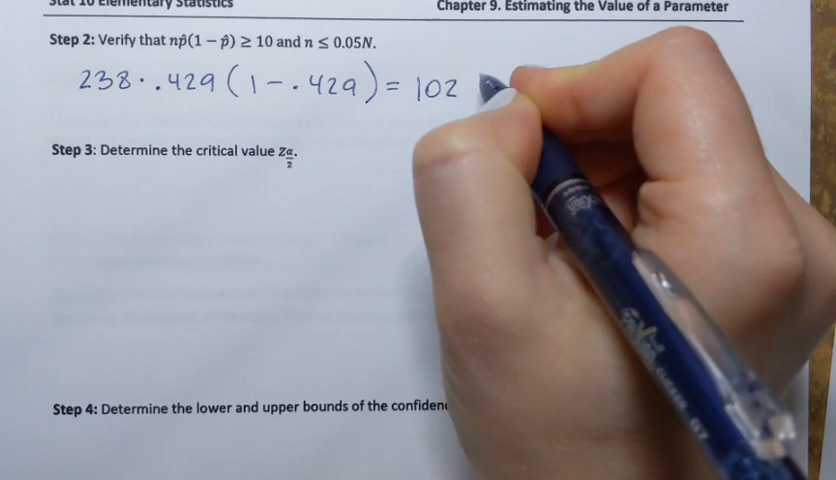 Stat 10 Elementary Statistics
Chapter 9. Estimating the Value of a Parameter
Step 2: Verify that np̂(1 − p̂) ≥ 10 and n ≤ 0.05N.
238 · .429 (1 − .429) = 102
Step 3: Determine the critical value zα/2.
Step 4: Determine the lower and upper bounds of the confiden